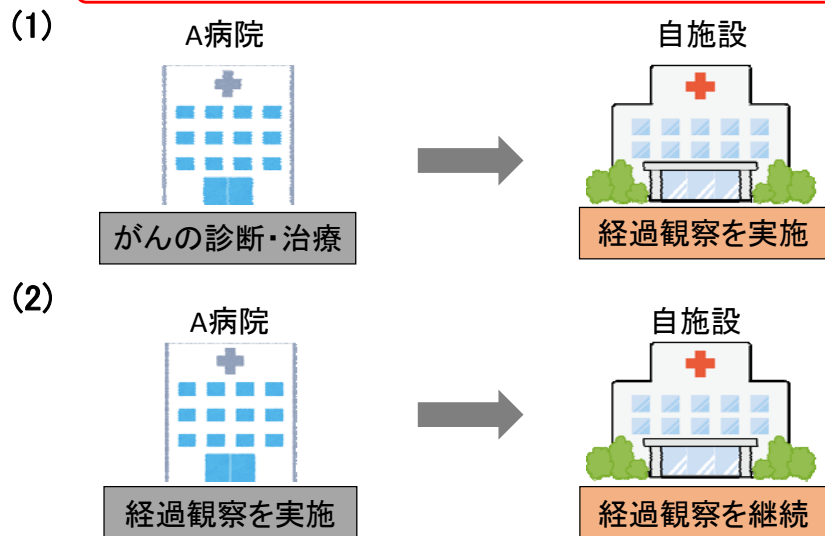 (1)
A病院
自施設
がんの診断・治療
経過観察を実施
(2)
A病院
自施設
経過観察を実施
経過観察を継続